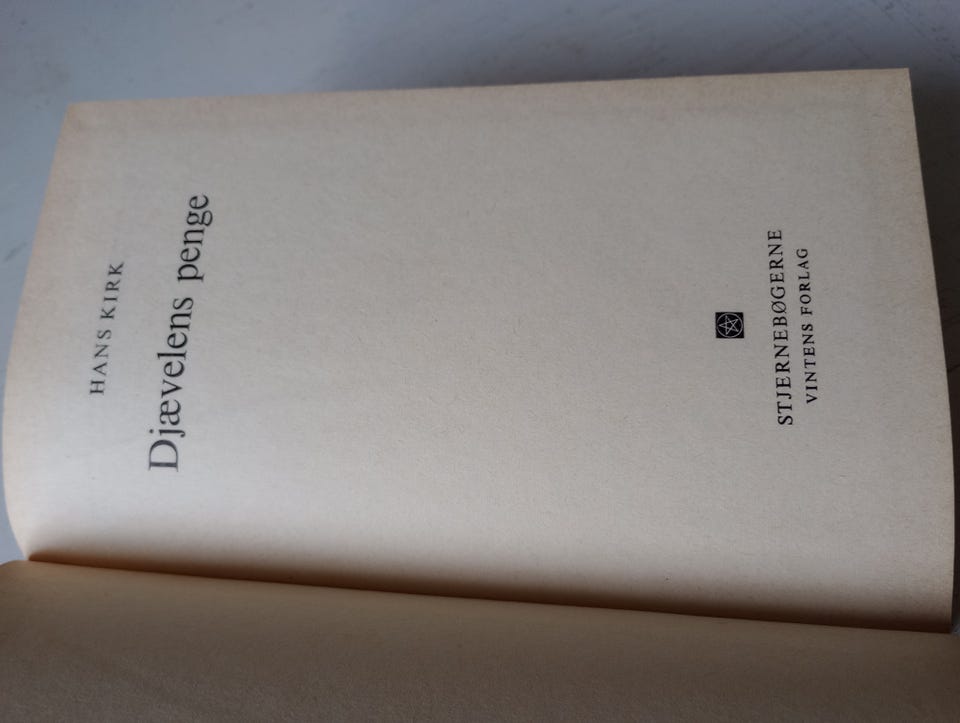 HANS KIRK
Djævelens penge
STJERNEBØGERNE
VINTENS FORLAG